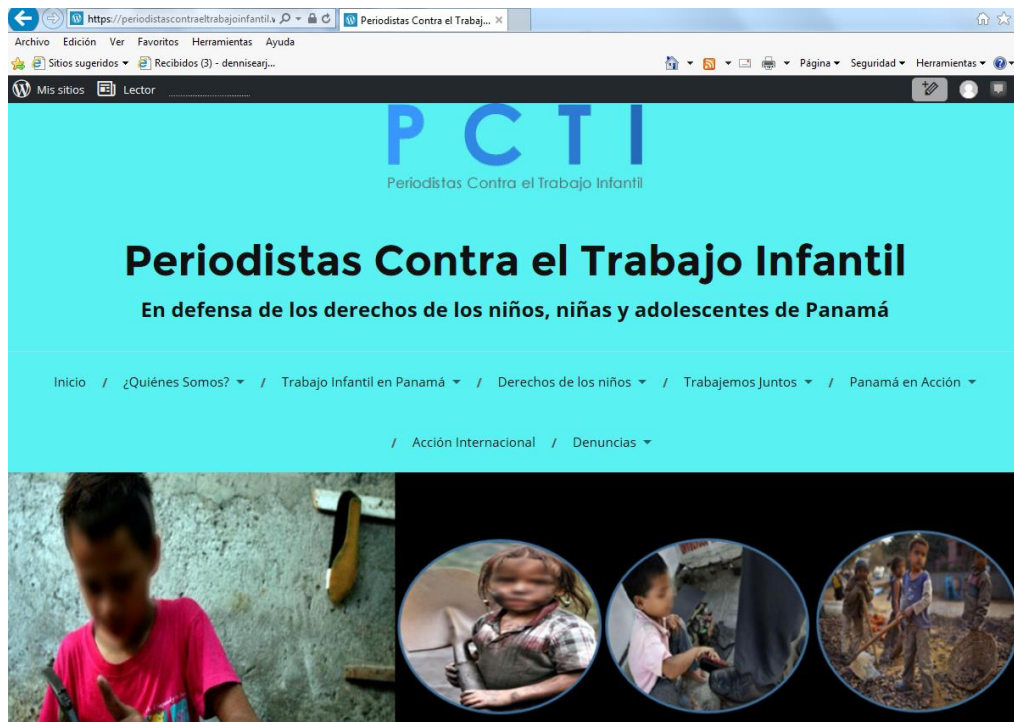 https://periodistascontraeltrabajoinfantil.w
Periodistas Contra el Trabaj...
Archivo Edición Ver Favoritos Herramientas Ayuda
Sitios sugeridos Recibidos (3) - dennisearj...
Página Seguridad Herramientas
Mis sitios Lector
P C T I
Periodistas Contra el Trabajo Infantil
Periodistas Contra el Trabajo Infantil
En defensa de los derechos de los niños, niñas y adolescentes de Panamá
Inicio / ¿Quiénes Somos? / Trabajo Infantil en Panamá / Derechos de los niños / Trabajemos Juntos / Panamá en Acción
/ Acción Internacional / Denuncias